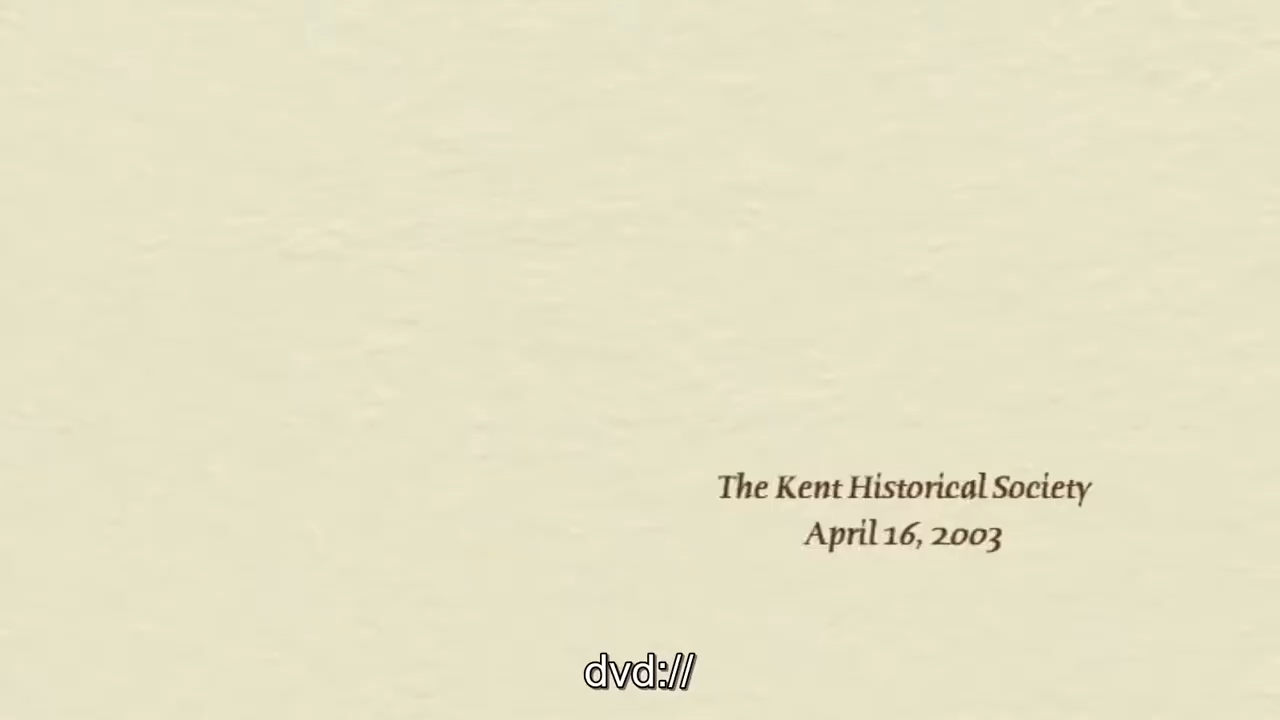 The Kent Historical Society
April 16, 2003
dvd://